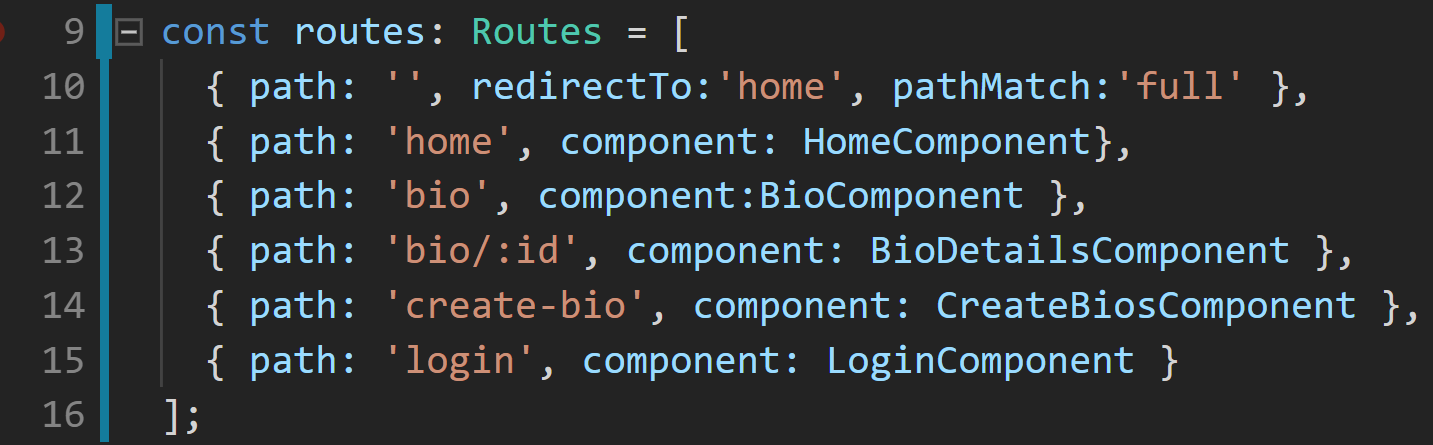 9 const routes: Routes = [
10 { path: '', redirectTo:'home', pathMatch:'full' },
11 { path: 'home', component: HomeComponent},
12 { path: 'bio', component:BioComponent },
13 { path: 'bio/:id', component: BioDetailsComponent },
14 { path: 'create-bio', component: CreateBiosComponent },
15 { path: 'login', component: LoginComponent }
16 ];